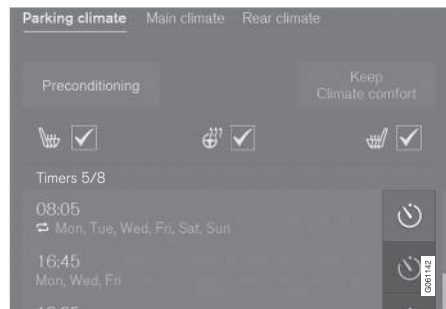 Parking climate Main climate Rear climate
Preconditioning
Keep
Climate comfort
Timers 5/8
08:05
Mon, Tue, Wed, Fri, Sat, Sun
16:45
Mon, Wed, Fri
G061142